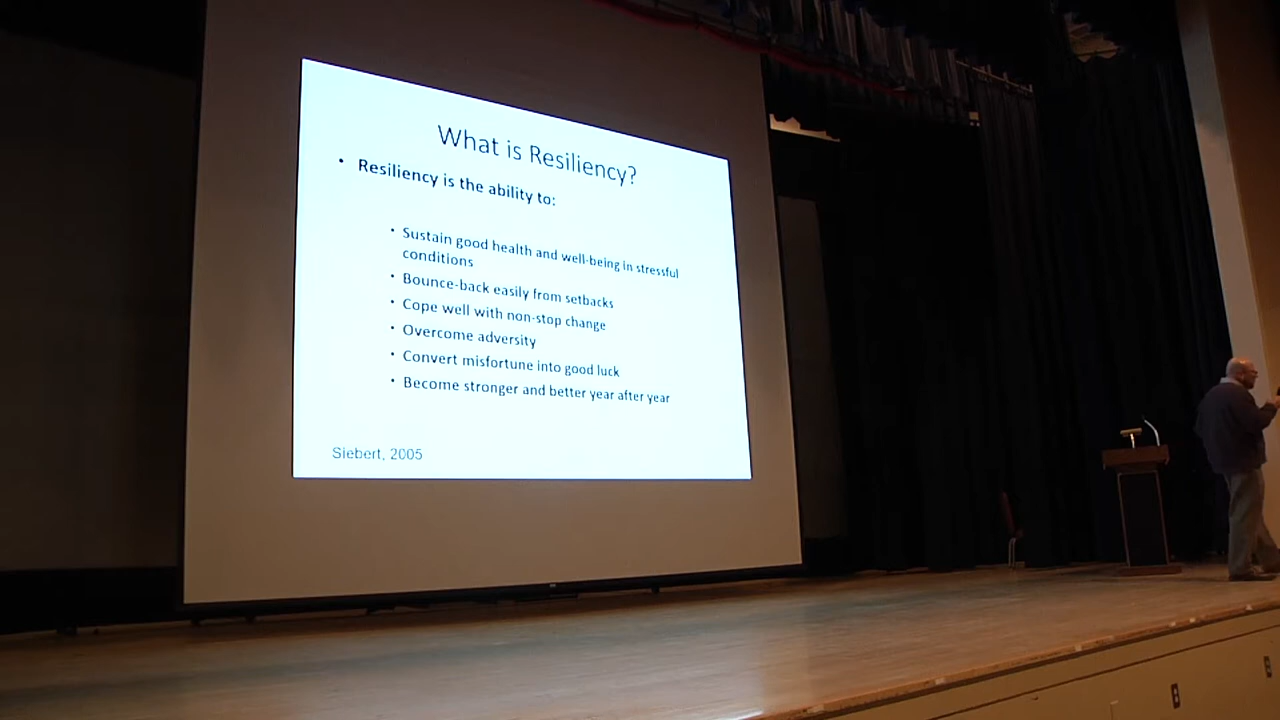 What is Resiliency?
• Resiliency is the ability to:
• Sustain good health and well-being in stressful
conditions
• Bounce-back easily from setbacks
• Cope well with non-stop change
• Overcome adversity
• Convert misfortune into good luck
• Become stronger and better year after year
Siebert, 2005